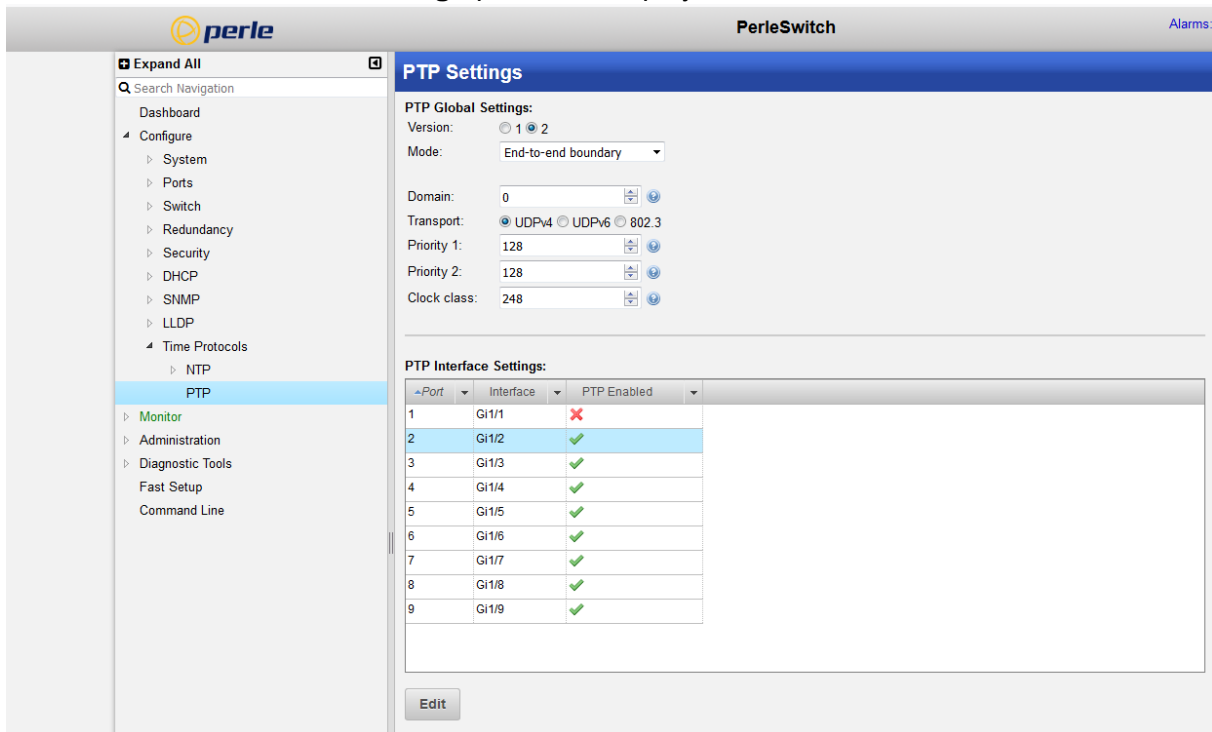 perle
PerleSwitch
Alarms:
Expand All
Search Navigation
Dashboard
Configure
System
Ports
Switch
Redundancy
Security
DHCP
SNMP
LLDP
Time Protocols
NTP
PTP
Monitor
Administration
Diagnostic Tools
Fast Setup
Command Line
PTP Settings
PTP Global Settings:
Version: 1 2
Mode: End-to-end boundary
Domain: 0
Transport: UDPv4 UDPv6 802.3
Priority 1: 128
Priority 2: 128
Clock class: 248
PTP Interface Settings:
Port Interface PTP Enabled
1 Gi1/1
2 Gi1/2
3 Gi1/3
4 Gi1/4
5 Gi1/5
6 Gi1/6
7 Gi1/7
8 Gi1/8
9 Gi1/9
Edit